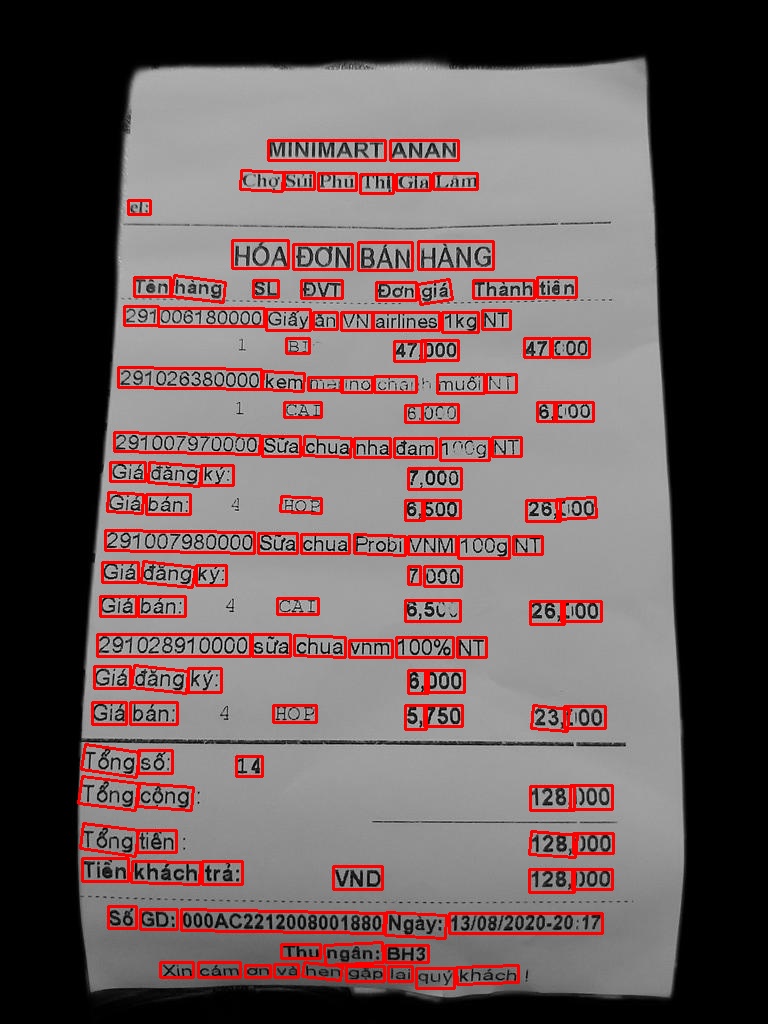 MINIMART ANAN
Chợ Sủi Phú Thị Gia Lâm
el:
HÓA ĐƠN BÁN HÀNG
Tên hàng SL ĐVT Đơn giá Thành tiền
291006180000 Giấy ăn VN airlines 1kg NT
1 BI 47,000 47,000
291026380000 kem merino chanh muối NT
1 CAI 6,000 6,000
291007970000 Sữa chua nha đam 100g NT
Giá đăng ký: 7,000
Giá bán: 4 HOP 6,500 26,000
291007980000 Sữa chua Probi VNM 100g NT
Giá đăng ký: 7,000
Giá bán: 4 CAI 6,500 26,000
291028910000 sữa chua vnm 100% NT
Giá đăng ký: 6,000
Giá bán: 4 HOP 5,750 23,000
Tổng số: 14
Tổng cộng : 128,000
Tổng tiền : 128,000
Tiền khách trả: VND 128,000
Số GD: 000AC2212008001880 Ngày: 13/08/2020-20:17
Thu ngân: BH3
Xin cám ơn và hẹn gặp lại quý khách !